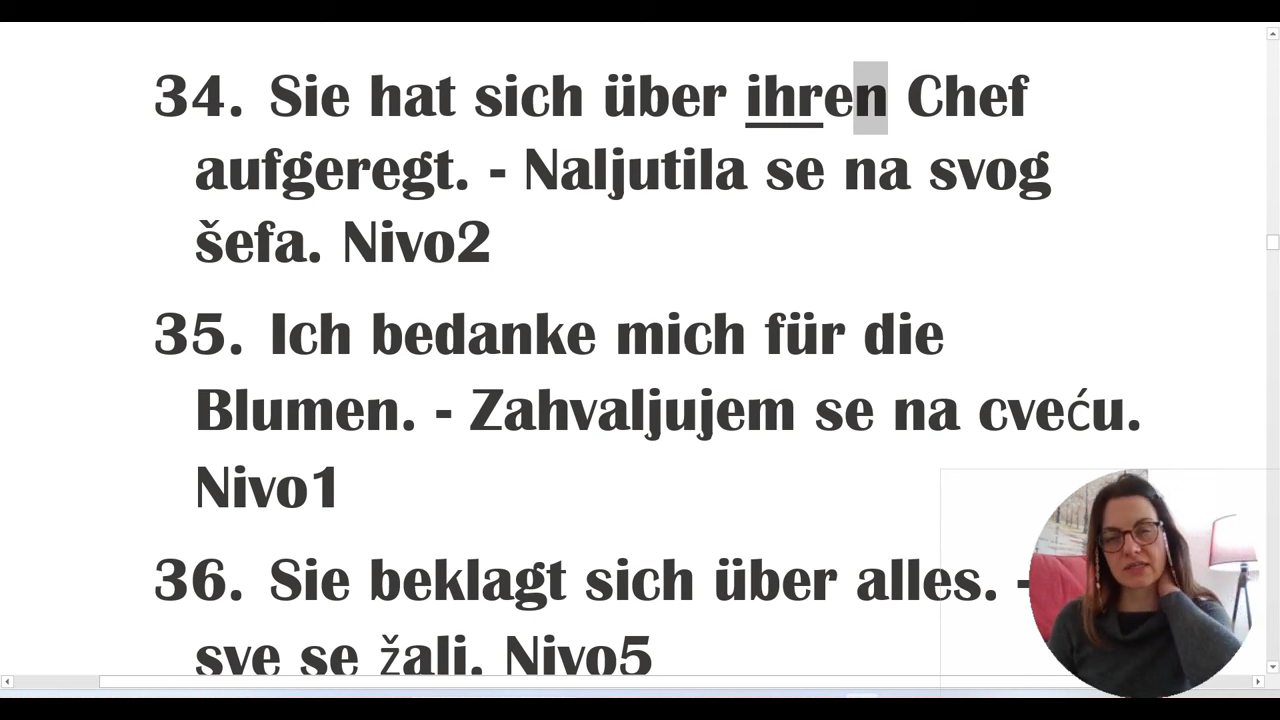 34. Sie hat sich über ihren Chef
aufgeregt. - Naljutila se na svog
šefa. Nivo2
35. Ich bedanke mich für die
Blumen. - Zahvaljujem se na cveću.
Nivo1
36. Sie beklagt sich über alles. -
sve se žali. Nivo5